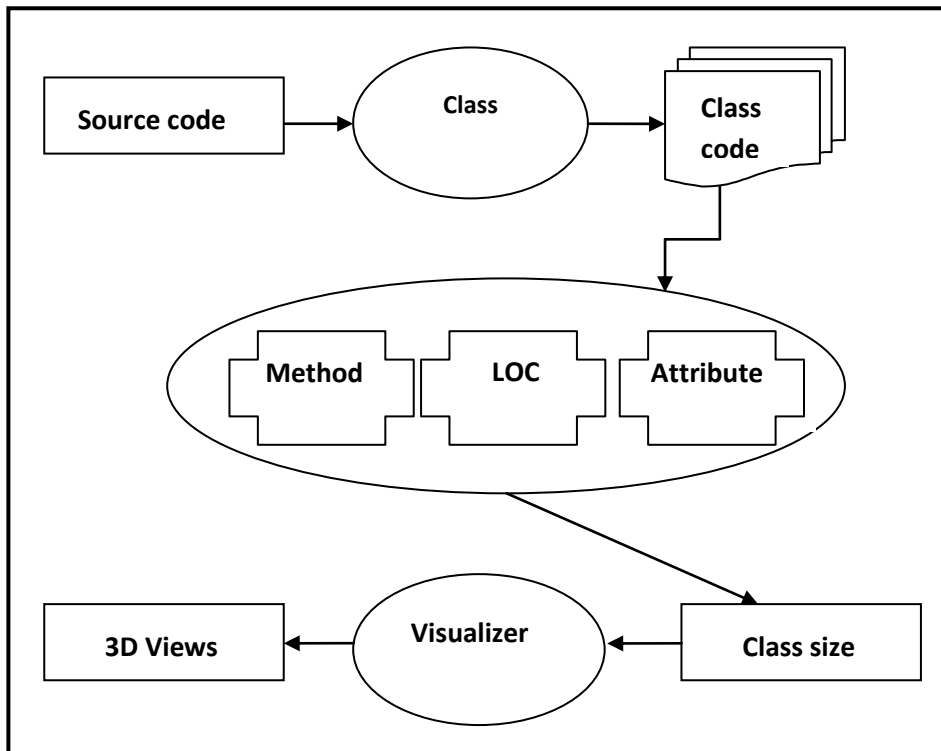 Source code
Class
Class
code
Method
LOC
Attribute
3D Views
Visualizer
Class size